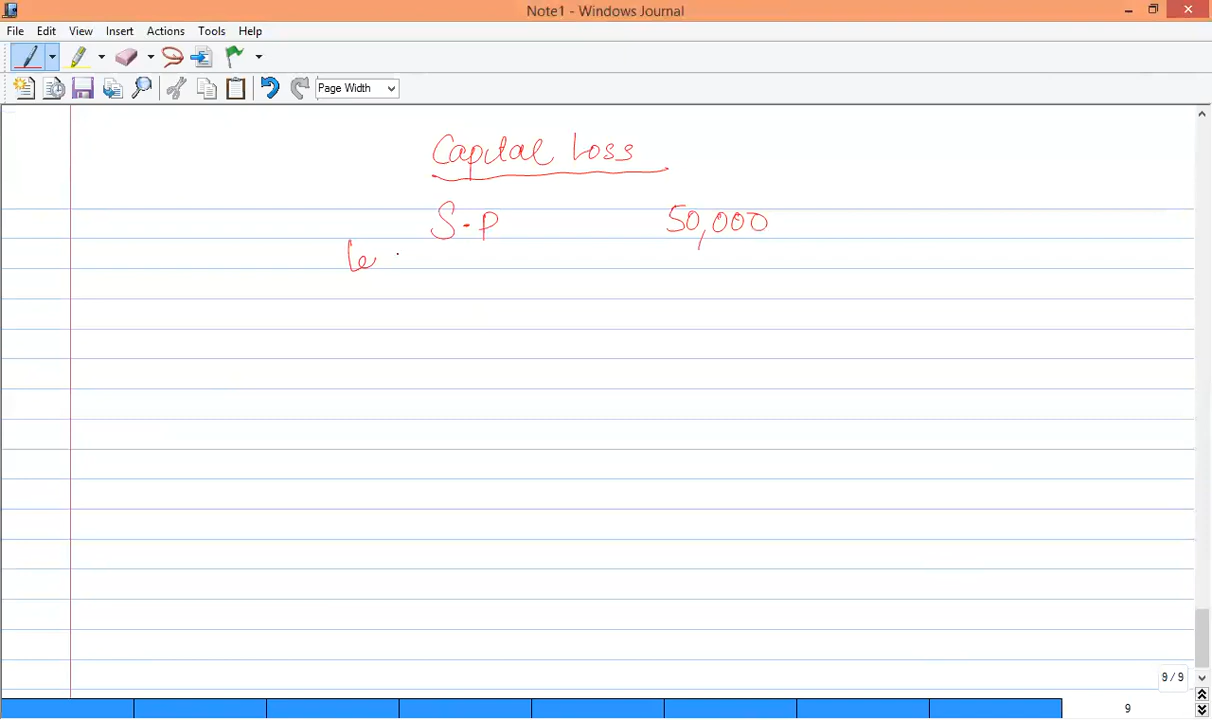 Note1 - Windows Journal
File Edit View Insert Actions Tools Help
Page Width
Capital Loss
S.P 50,000
Le
9 / 9
9